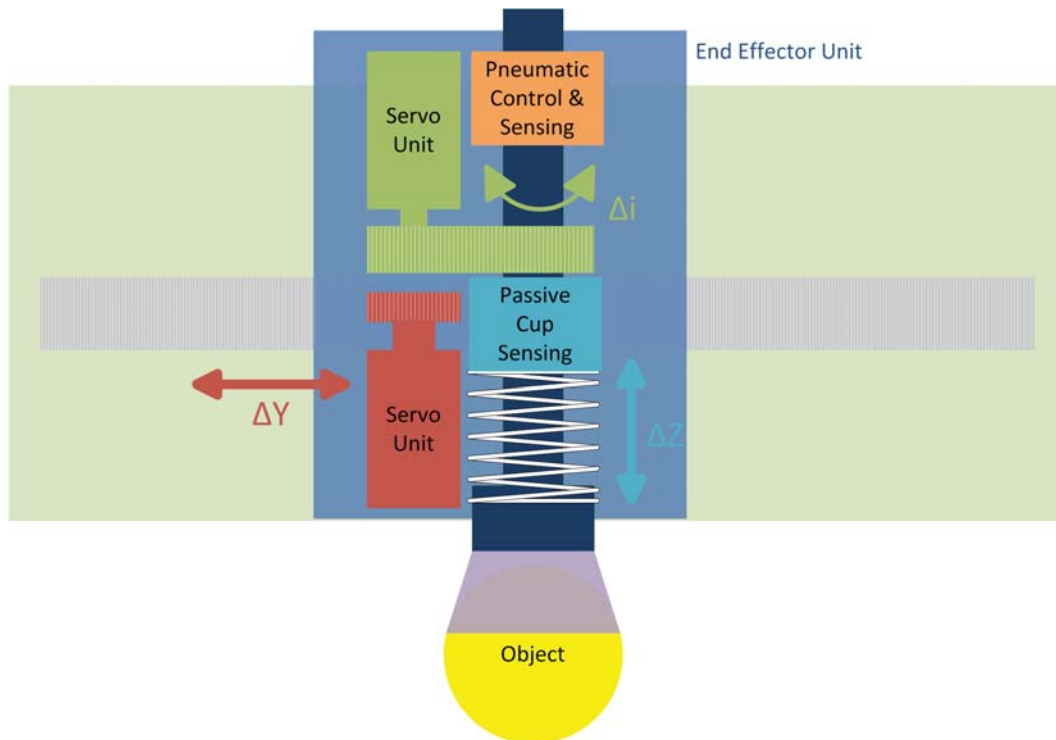 End Effector Unit
Pneumatic
Control &
Sensing
Servo
Unit
Δi
Passive
Cup
Sensing
ΔY
Servo
Unit
ΔZ
Object